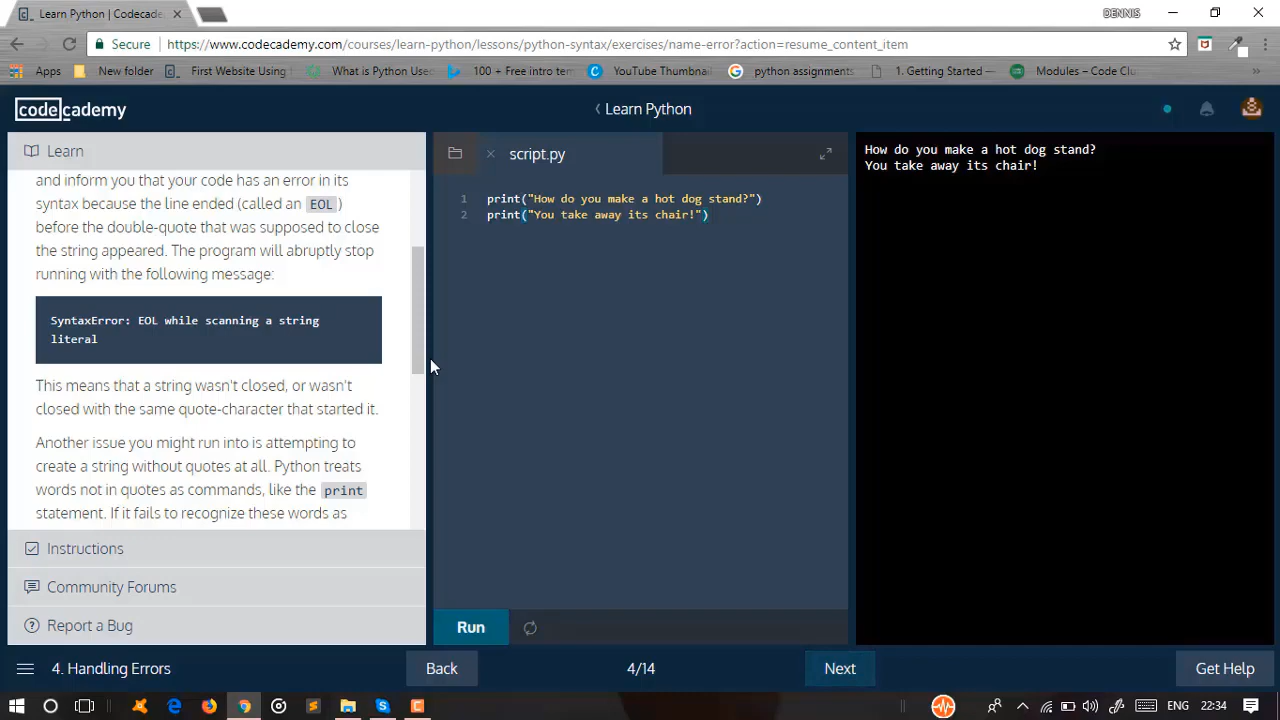 Learn Python | Codecade
DENNIS
Secure
https://www.codecademy.com/courses/learn-python/lessons/python-syntax/exercises/name-error?action=resume_content_item
Apps
New folder
First Website Using
What is Python Use
100 + Free intro tem
YouTube Thumbnail
python assignments
1. Getting Started —
Modules – Code Clu
»
codecademy
Learn Python
Learn
and inform you that your code has an error in its
syntax because the line ended (called an EOL )
before the double-quote that was supposed to close
the string appeared. The program will abruptly stop
running with the following message:
SyntaxError: EOL while scanning a string
literal
This means that a string wasn't closed, or wasn't
closed with the same quote-character that started it.
Another issue you might run into is attempting to
create a string without quotes at all. Python treats
words not in quotes as commands, like the print
statement. If it fails to recognize these words as
Instructions
Community Forums
Report a Bug
script.py
1 print("How do you make a hot dog stand?")
2 print("You take away its chair!")
Run
How do you make a hot dog stand?
You take away its chair!
4. Handling Errors
Back
4/14
Next
Get Help
ENG
22:34